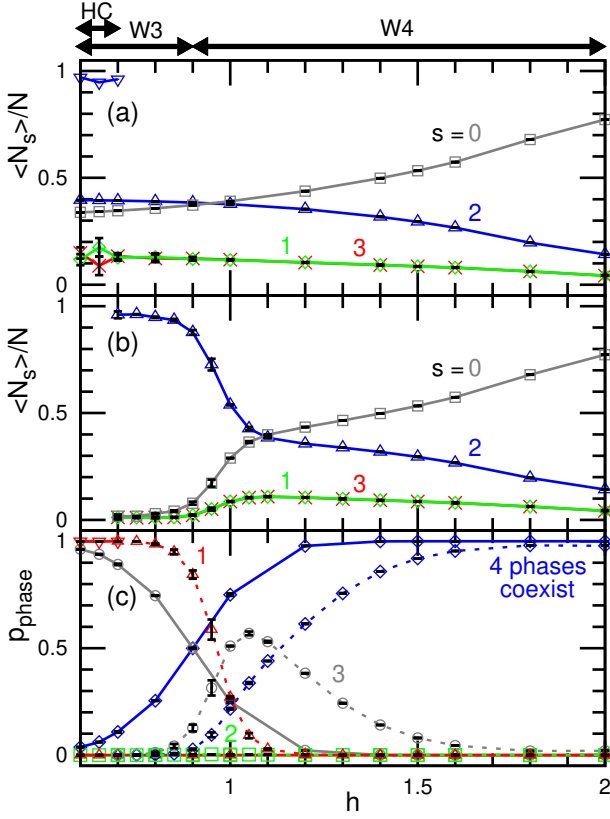 HC
W3 W4
1
(a)
<N_s>/N
s = 0
0.5
2
1 3
0
1
(b)
<N_s>/N
s = 0
0.5
2
1 3
0
1
(c)
1
4 phases
coexist
p_phase
0.5
3
2
0
1 1.5 2
h